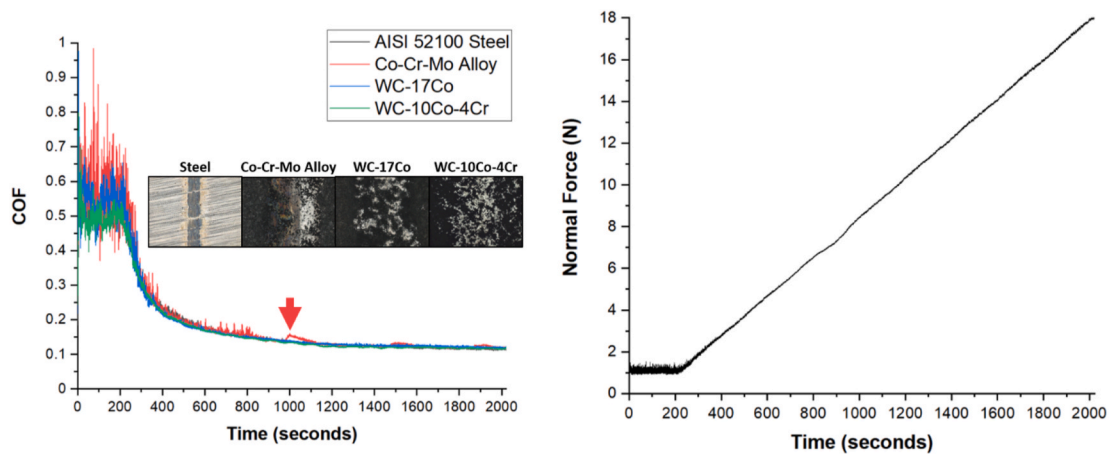 AISI 52100 Steel
Co-Cr-Mo Alloy
WC-17Co
WC-10Co-4Cr
Steel Co-Cr-Mo Alloy WC-17Co WC-10Co-4Cr
COF
1
0.9
0.8
0.7
0.6
0.5
0.4
0.3
0.2
0.1
0
0 200 400 600 800 1000 1200 1400 1600 1800 2000
Time (seconds)
Normal Force (N)
18
16
14
12
10
8
6
4
2
0
0 200 400 600 800 1000 1200 1400 1600 1800 2000
Time (seconds)